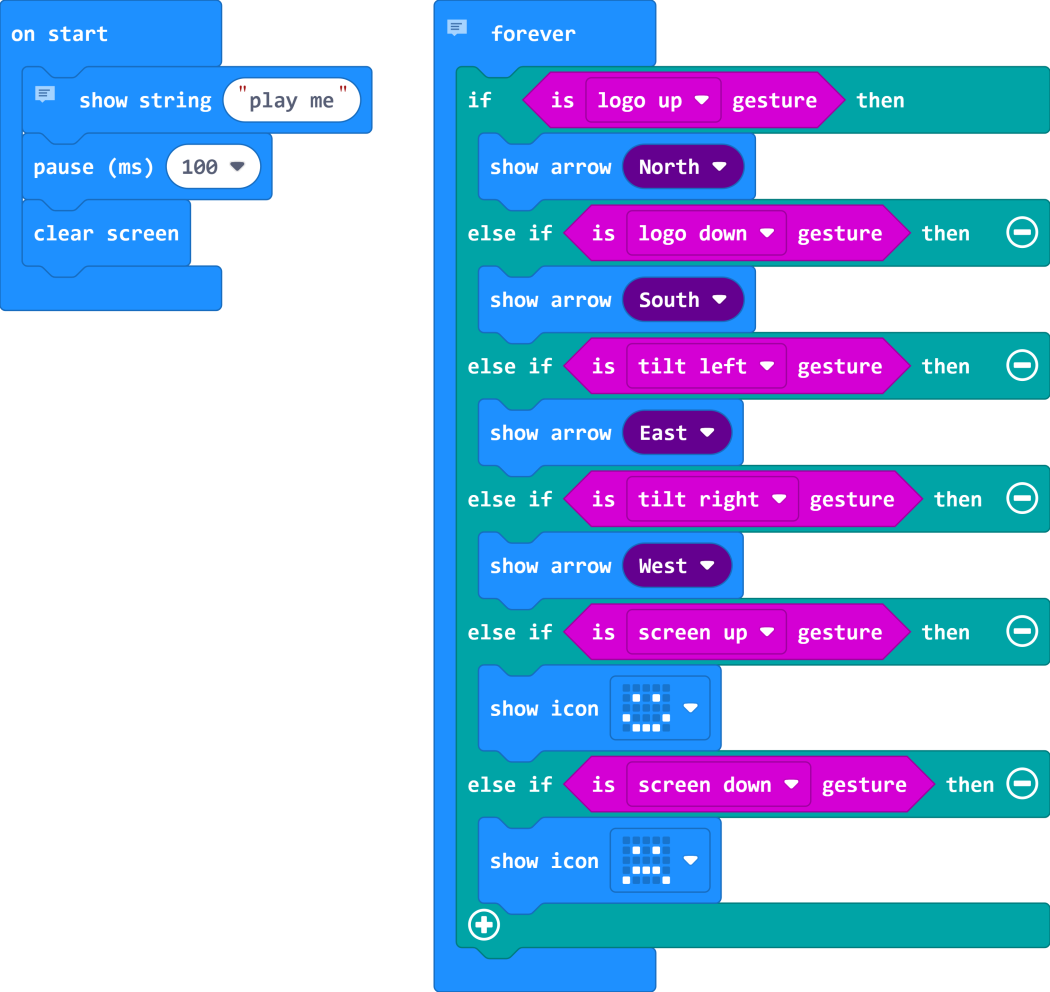 on start
show string "play me"
pause (ms) 100
clear screen
forever
if is logo up gesture then
show arrow North
else if is logo down gesture then
show arrow South
else if is tilt left gesture then
show arrow East
else if is tilt right gesture then
show arrow West
else if is screen up gesture then
show icon
else if is screen down gesture then
show icon